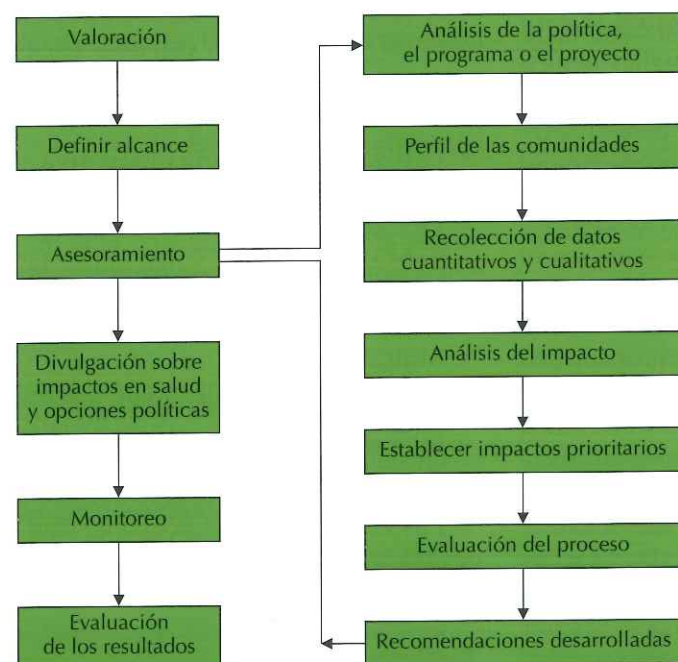 Valoración
Definir alcance
Asesoramiento
Divulgación sobre
impactos en salud
y opciones políticas
Monitoreo
Evaluación
de los resultados
Análisis de la política,
el programa o el proyecto
Perfil de las comunidades
Recolección de datos
cuantitativos y cualitativos
Análisis del impacto
Establecer impactos prioritarios
Evaluación del proceso
Recomendaciones desarrolladas